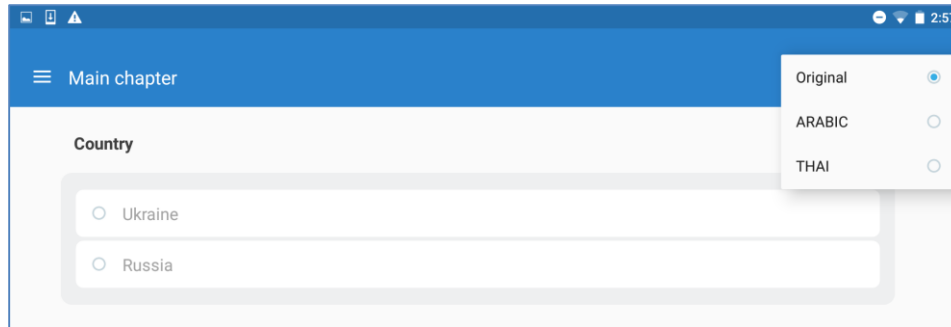 2:5
Main chapter
Original
ARABIC
THAI
Country
Ukraine
Russia